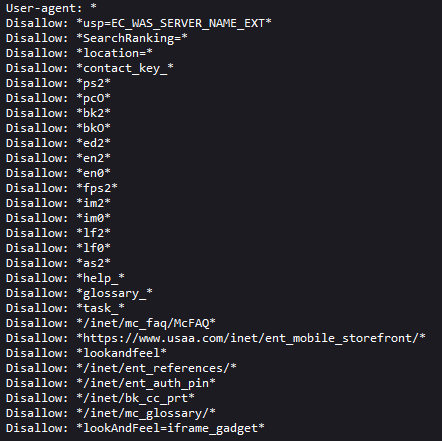 User-agent: *
Disallow: *usp=EC_WAS_SERVER_NAME_EXT*
Disallow: *SearchRanking=*
Disallow: *location=*
Disallow: *contact_key_*
Disallow: *ps2*
Disallow: *pcO*
Disallow: *bk2*
Disallow: *bkO*
Disallow: *ed2*
Disallow: *en2*
Disallow: *en0*
Disallow: *fps2*
Disallow: *im2*
Disallow: *im0*
Disallow: *lf2*
Disallow: *lf0*
Disallow: *as2*
Disallow: *help_*
Disallow: *glossary_*
Disallow: *task_*
Disallow: */inet/mc_faq/McFAQ*
Disallow: *https://www.usaa.com/inet/ent_mobile_storefront/*
Disallow: *lookandfeel*
Disallow: */inet/ent_references/*
Disallow: */inet/ent_auth_pin*
Disallow: */inet/bk_cc_prt*
Disallow: */inet/mc_glossary/*
Disallow: *lookAndFeel=iframe_gadget*